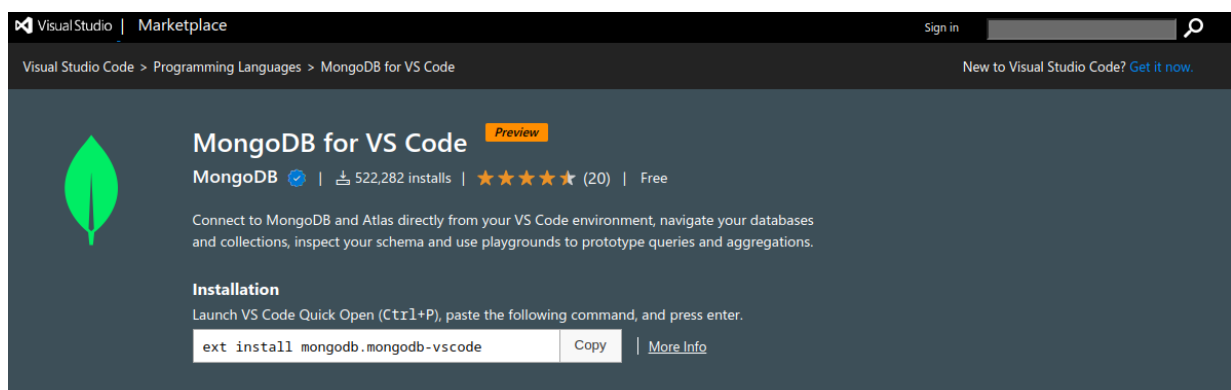 Visual Studio | Marketplace
Sign in
Visual Studio Code > Programming Languages > MongoDB for VS Code
New to Visual Studio Code? Get it now.
MongoDB for VS Code
Preview
MongoDB | 522,282 installs | (20) | Free
Connect to MongoDB and Atlas directly from your VS Code environment, navigate your databases
and collections, inspect your schema and use playgrounds to prototype queries and aggregations.
Installation
Launch VS Code Quick Open (Ctrl+P), paste the following command, and press enter.
ext install mongodb.mongodb-vscode
Copy | More Info